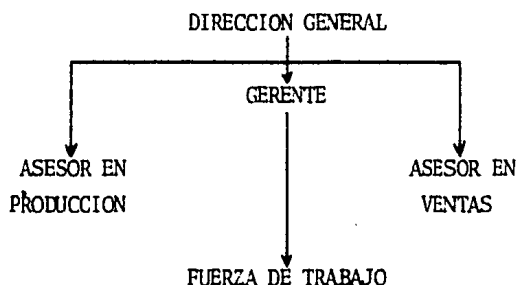 DIRECCION GENERAL
GERENTE
ASESOR EN
PRODUCCION
ASESOR EN
VENTAS
FUERZA DE TRABAJO